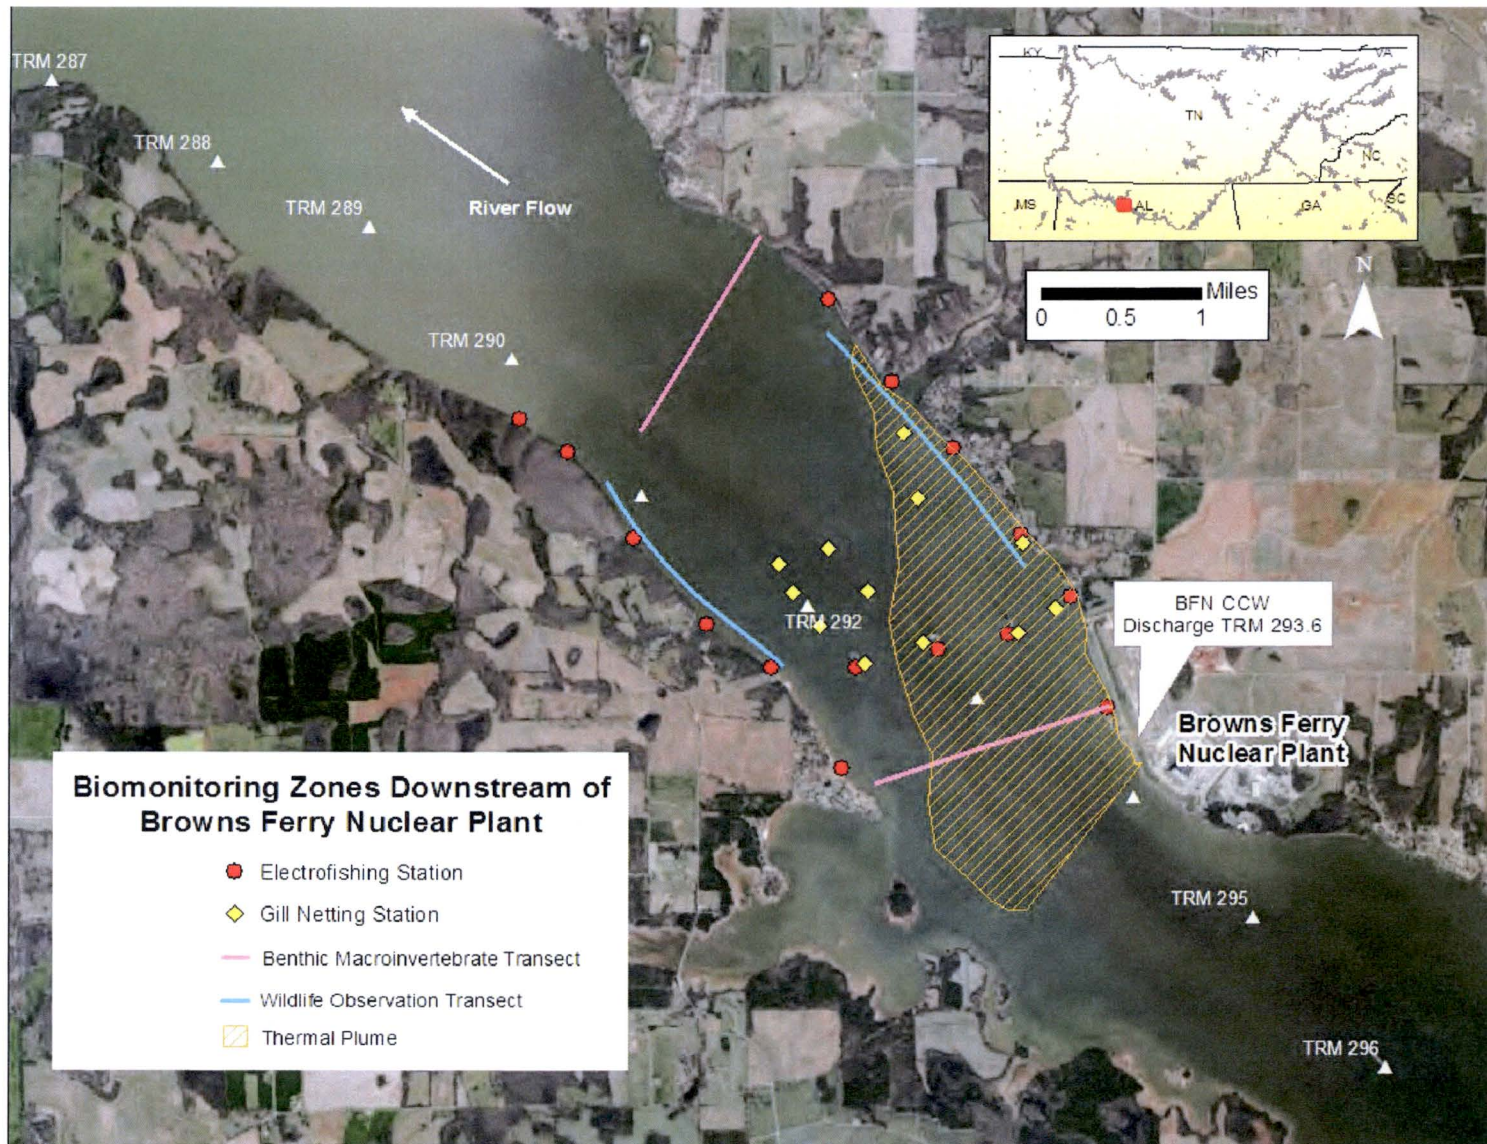 TRM 287
TRM 288
TRM 289
TRM 290
River Flow
KY
KY
VA
TN
NC
MS
AL
GA
SC
Miles
0 0.5 1
N
TRM 292
BFN CCW
Discharge TRM 293.6
Browns Ferry
Nuclear Plant
TRM 295
TRM 296
Biomonitoring Zones Downstream of
Browns Ferry Nuclear Plant
Electrofishing Station
Gill Netting Station
Benthic Macroinvertebrate Transect
Wildlife Observation Transect
Thermal Plume